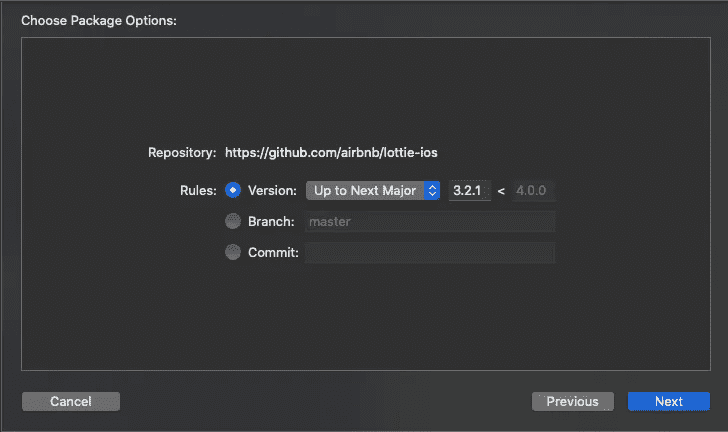 Choose Package Options:
Repository: https://github.com/airbnb/lottie-ios
Rules: Version: Up to Next Major 3.2.1 < 4.0.0
Branch: master
Commit:
Cancel Previous Next